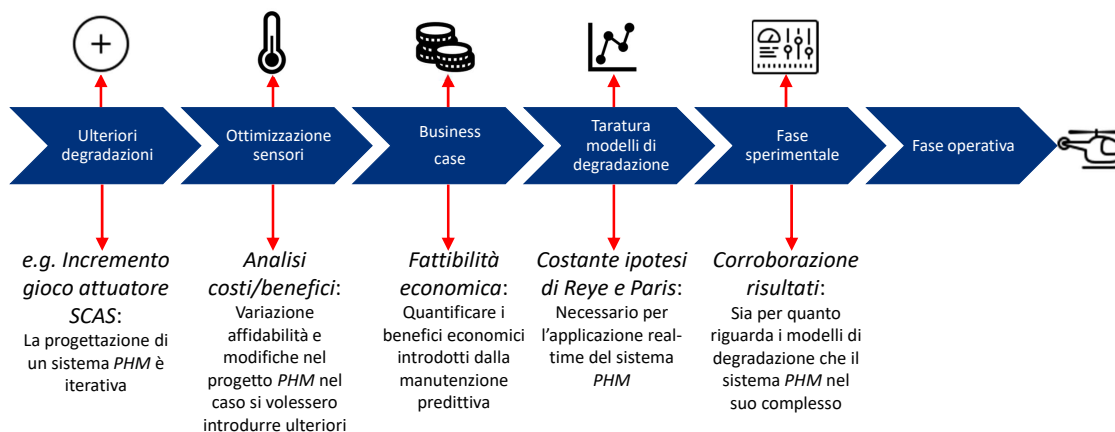 Ulteriori
degradazioni
Ottimizzazione
sensori
Business
case
Taratura
modelli di
degradazione
Fase
sperimentale
Fase operativa
e.g. Incremento
gioco attuatore
SCAS:
La progettazione di
un sistema PHM è
iterativa
Analisi
costi/benefici:
Variazione
affidabilità e
modifiche nel
progetto PHM nel
caso si volessero
introdurre ulteriori
Fattibilità
economica:
Quantificare i
benefici economici
introdotti dalla
manutenzione
predittiva
Costante ipotesi
di Reye e Paris:
Necessario per
l'applicazione real-
time del sistema
PHM
Corroborazione
risultati:
Sia per quanto
riguarda i modelli di
degradazione che il
sistema PHM nel
suo complesso